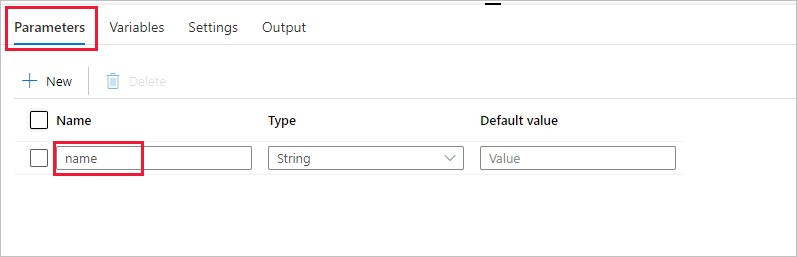 Parameters Variables Settings Output
New Delete
Name Type Default value
name String Value